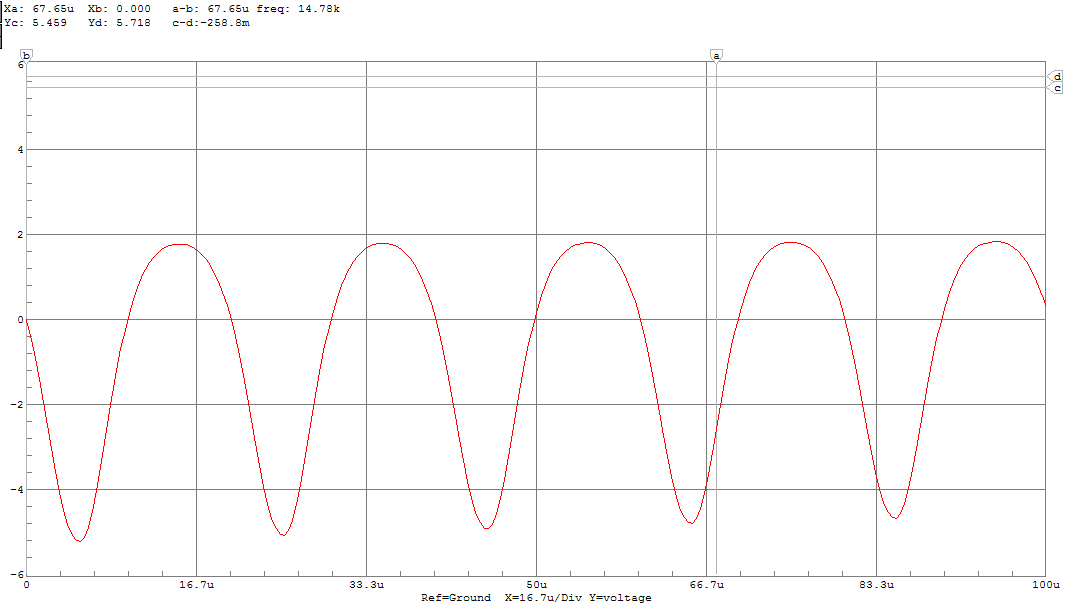 Xa: 67.65u Xb: 0.000 a-b: 67.65u freq: 14.78k
Yc: 5.459 Yd: 5.718 c-d:-258.8m
b
a
6
d
c
4
2
0
-2
-4
-6
0 16.7u 33.3u 50u 66.7u 83.3u 100u
Ref=Ground X=16.7u/Div Y=voltage